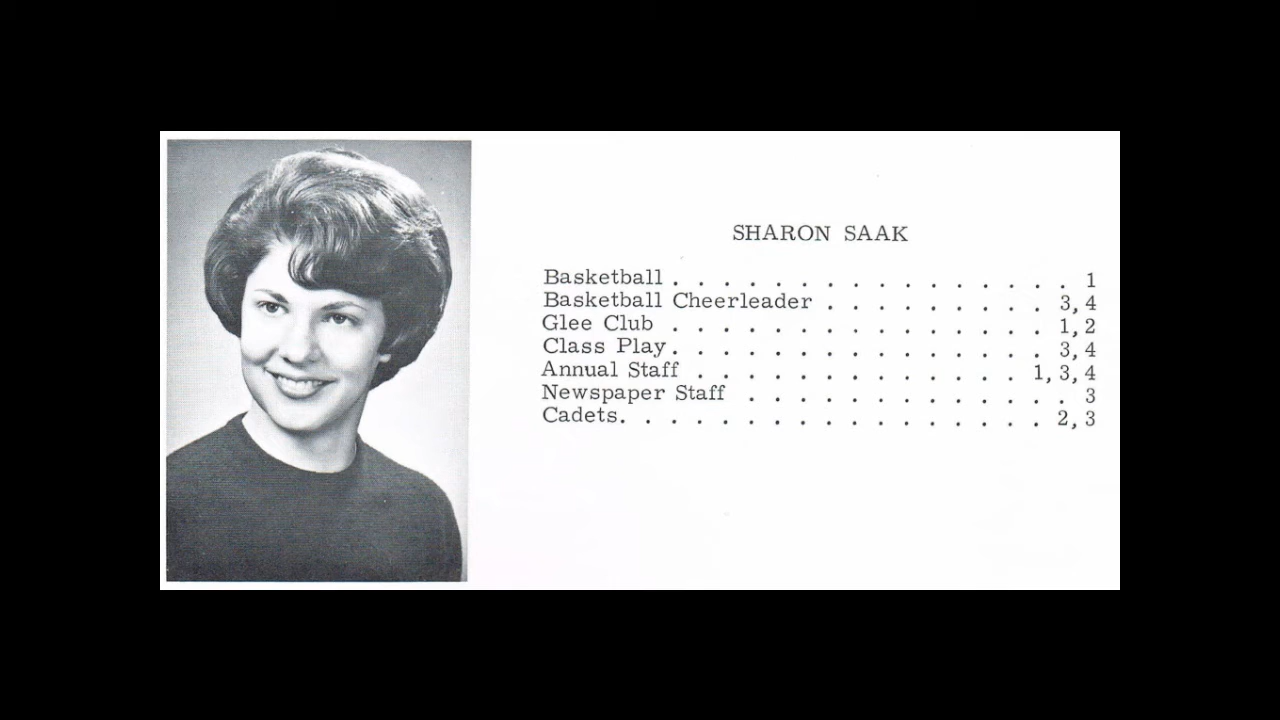 SHARON SAAK
Basketball . . . . . . . . . . . . . . . . 1
Basketball Cheerleader . . . . . . . . . 3, 4
Glee Club . . . . . . . . . . . . . . . 1, 2
Class Play . . . . . . . . . . . . . . . 3, 4
Annual Staff . . . . . . . . . . . . . 1, 3, 4
Newspaper Staff . . . . . . . . . . . . . 3
Cadets. . . . . . . . . . . . . . . . . . 2, 3